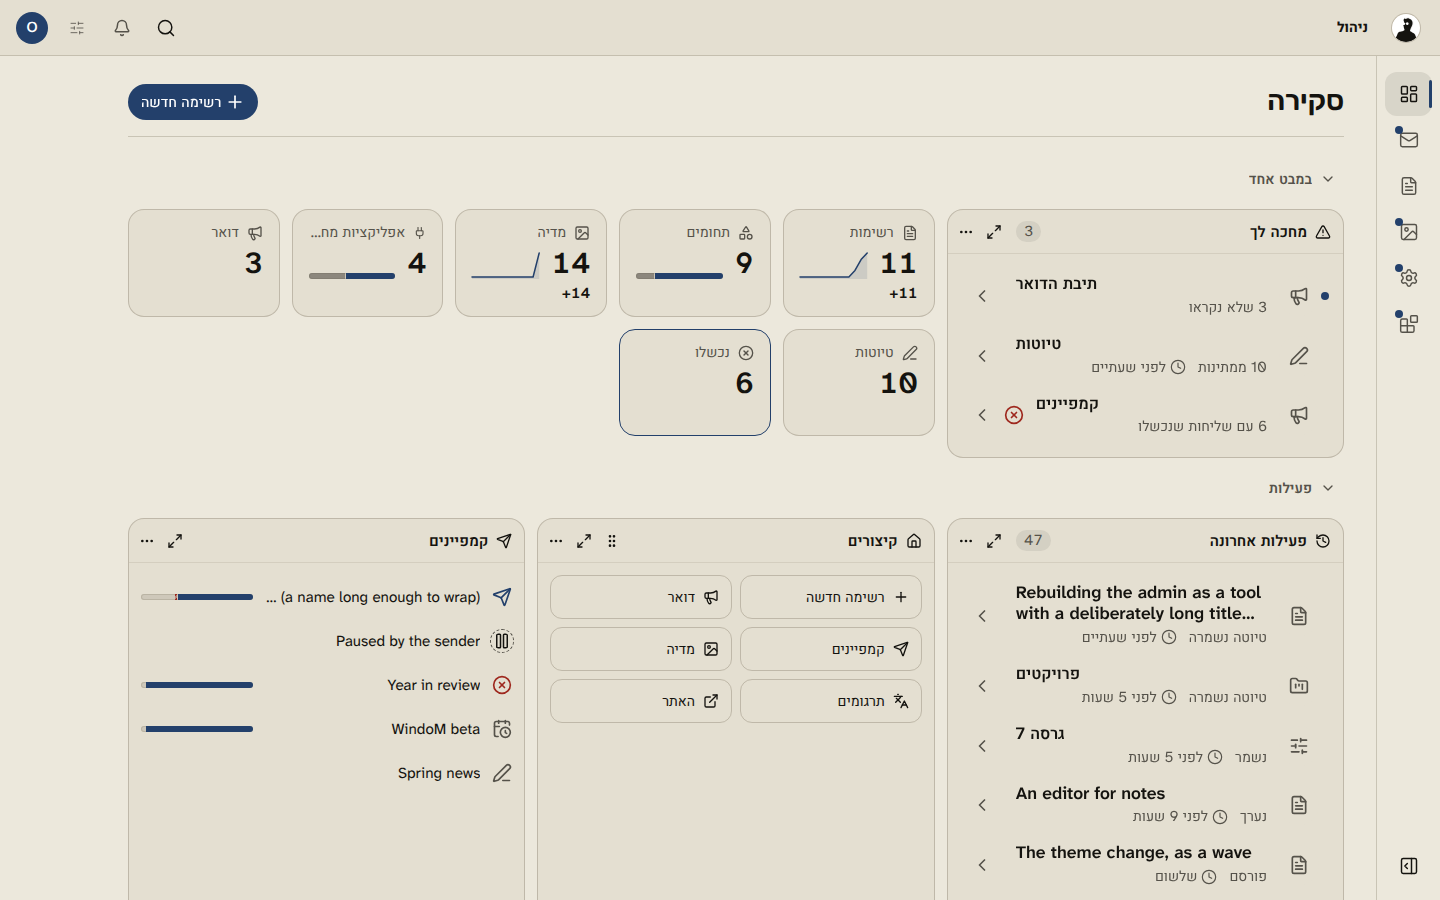 ניהול
O
סקירה
רשימה חדשה
במבט אחד
מחכה לך
3
תיבת הדואר
3 שלא נקראו
טיוטות
10 ממתינות
לפני שעתיים
קמפיינים
6 עם שליחות שנכשלו
רשימות
11
+11
תחומים
9
מדיה
14
+14
אפליקציות מח...
4
דואר
3
טיוטות
10
נכשלו
6
פעילות
פעילות אחרונה
47
Rebuilding the admin as a tool
with a deliberately long title...
טיוטה נשמרה
לפני שעתיים
פרויקטים
טיוטה נשמרה
לפני 5 שעות
גרסה 7
נשמר
לפני 5 שעות
An editor for notes
נערך
לפני 9 שעות
The theme change, as a wave
פורסם
שלשום
קיצורים
רשימה חדשה
דואר
קמפיינים
מדיה
תרגומים
האתר
קמפיינים
... (a name long enough to wrap)
Paused by the sender
Year in review
WindoM beta
Spring news